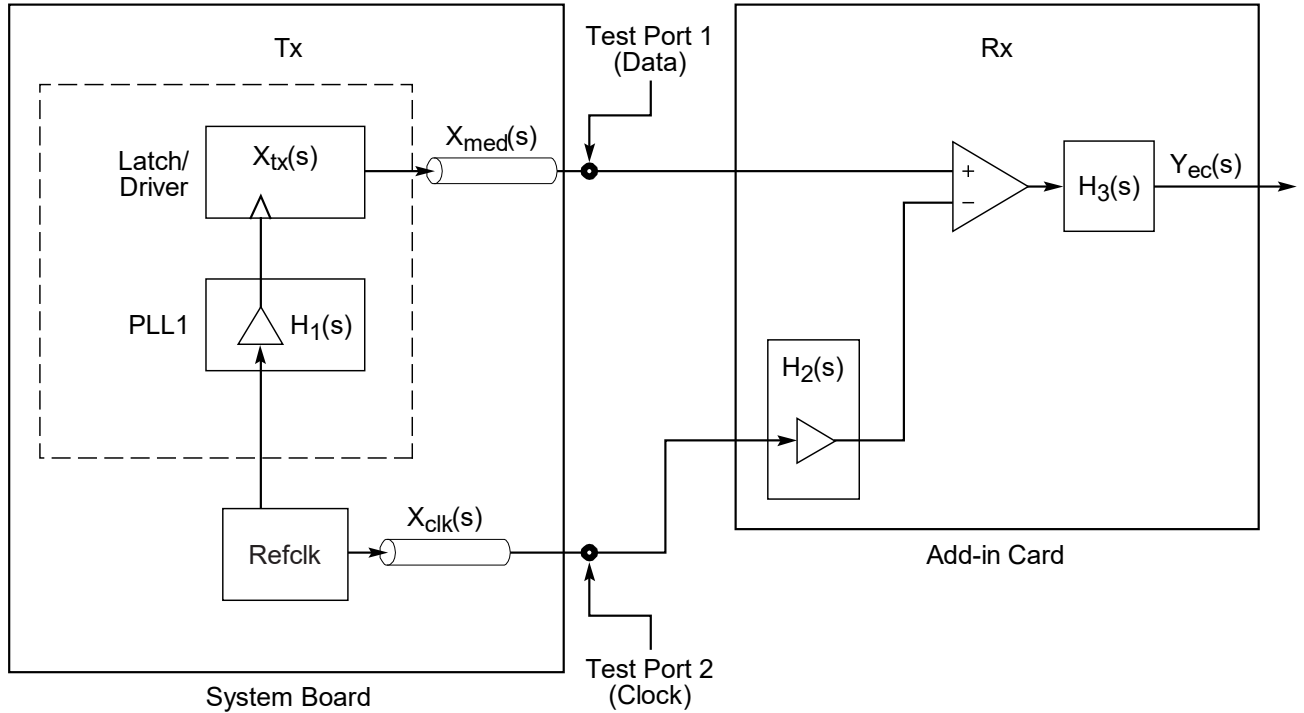 Tx
Test Port 1
(Data)
Rx
Latch/
Driver
Xtx(s)
Xmed(s)
+
−
H3(s)
Yec(s)
PLL1
H1(s)
H2(s)
Refclk
Xclk(s)
Add-in Card
Test Port 2
(Clock)
System Board